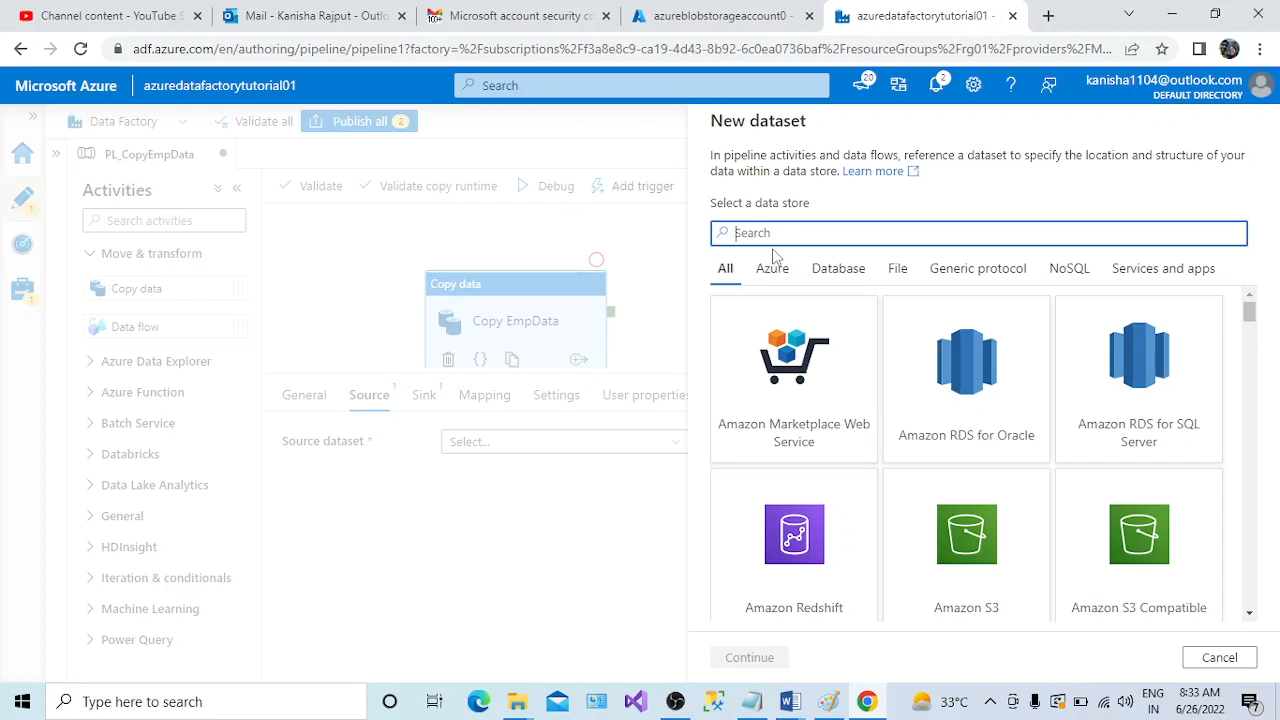 YouTube channel customization - S
Mail - Kanisha Rajput - Outlo
Microsoft account security co
azureblobstorageaccount0 -
azuredatafactorytutorial01 -
adf.azure.com/en/authoring/pipeline/pipeline1?factory=%2Fsubscriptions%2Ff3a8e8c9-ca19-4d43-8b92-5c0ea0736baf%2FresourceGroups%2Frg01%2Fproviders%2FM...
Microsoft Azure
azuredatafactorytutorial01
Search
20
2
kanisha1104@outlook.com
DEFAULT DIRECTORY
Data Factory
Validate all
Publish all 2
PL_CopyEmpData
Activities
Search activities
Move & transform
Copy data
Data flow
Azure Data Explorer
Azure Function
Batch Service
Databricks
Data Lake Analytics
General
HDInsight
Iteration & conditionals
Machine Learning
Power Query
1
1
Validate
Validate copy runtime
Debug
Add trigger
Copy data
Copy EmpData
General
Source 1
Sink 1
Mapping
Settings
User properties
Source dataset *
Select...
New dataset
In pipeline activities and data flows, reference a dataset to specify the location and structure of your
data within a data store. Learn more
Select a data store
Search
All
Azure
Database
File
Generic protocol
NoSQL
Services and apps
Amazon Marketplace Web
Service
Amazon RDS for Oracle
Amazon RDS for SQL
Server
Amazon Redshift
Amazon S3
Amazon S3 Compatible
Continue
Cancel
Type here to search
33°C
ENG
IN
8:33 AM
6/26/2022
7